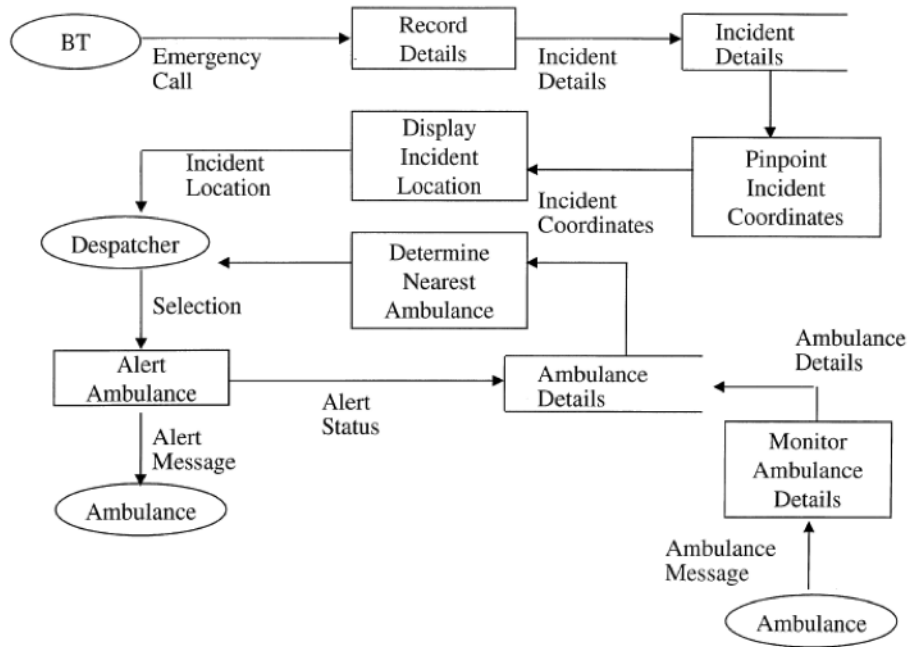 BT
Emergency
Call
Record
Details
Incident
Details
Incident
Details
Display
Incident
Location
Incident
Location
Incident
Coordinates
Pinpoint
Incident
Coordinates
Despatcher
Determine
Nearest
Ambulance
Selection
Alert
Ambulance
Alert
Status
Ambulance
Details
Ambulance
Details
Alert
Message
Ambulance
Monitor
Ambulance
Details
Ambulance
Message
Ambulance